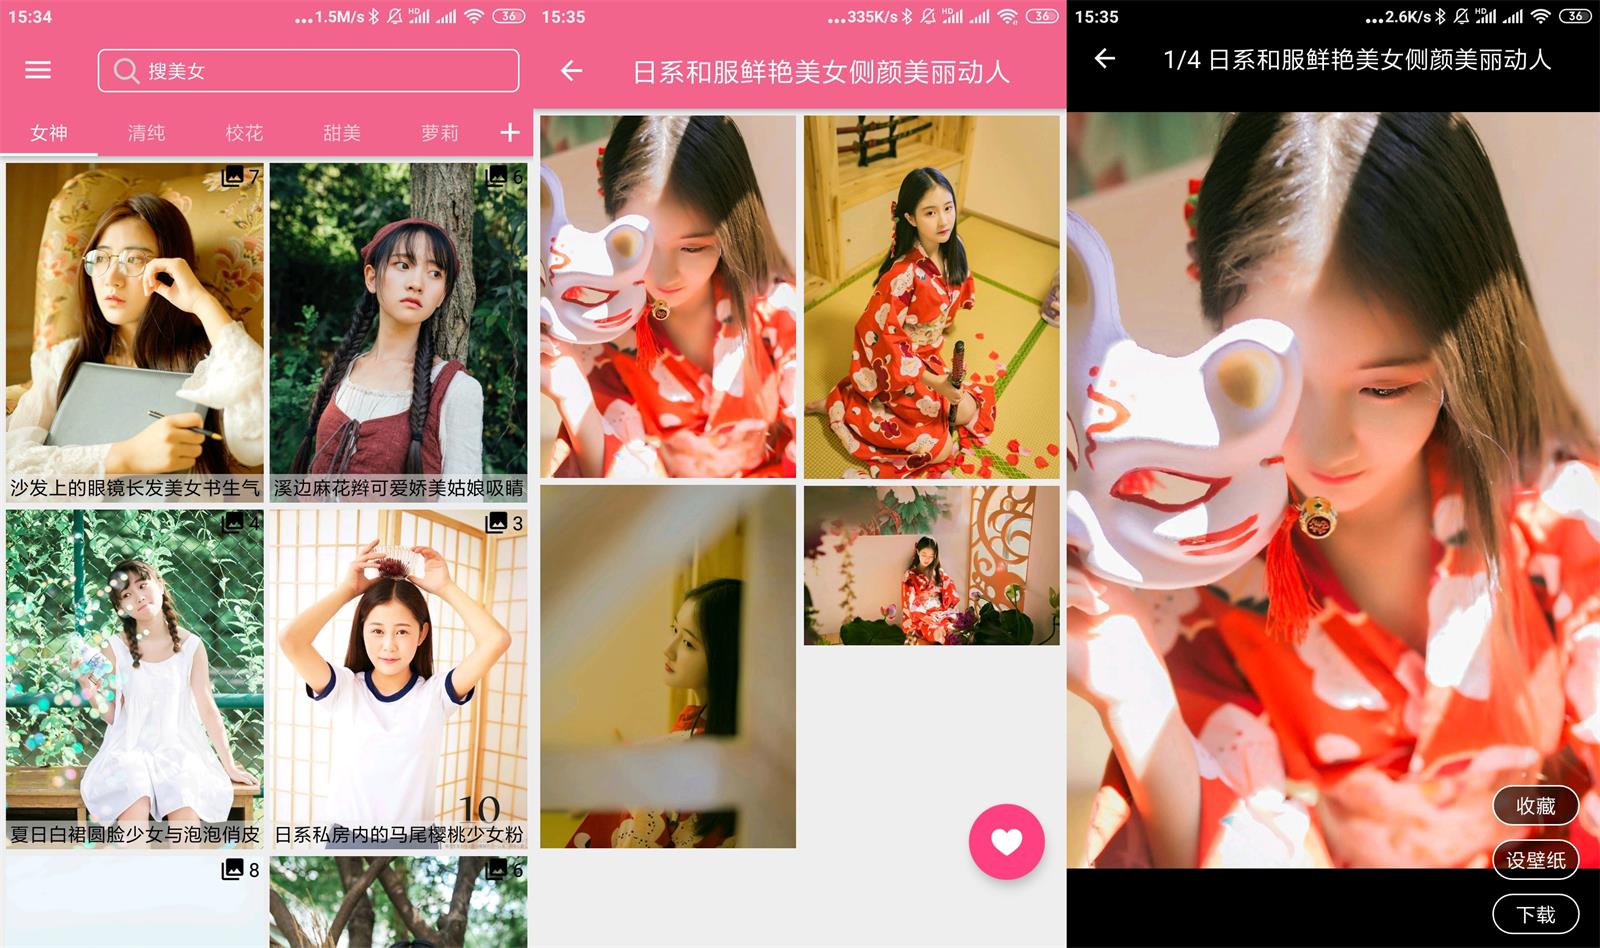 15:34
...1.5M/s HD 36
搜美女
女神 清纯 校花 甜美 萝莉 +
7
沙发上的眼镜长发美女书生气
6
溪边麻花辫可爱娇美姑娘吸睛
4
夏日白裙圆脸少女与泡泡俏皮
3
10
日系私房内的马尾樱桃少女粉
8
6
15:35
...335K/s HD 36
日系和服鲜艳美女侧颜美丽动人
15:35
...2.6K/s HD 36
1/4 日系和服鲜艳美女侧颜美丽动人
收藏
设壁纸
下载